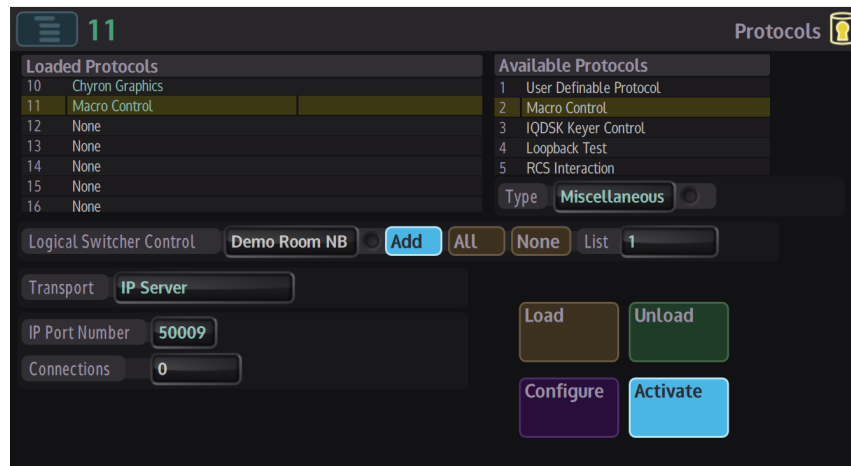 11
Protocols
Loaded Protocols
10 Chyron Graphics
11 Macro Control
12 None
13 None
14 None
15 None
16 None
Available Protocols
1 User Definable Protocol
2 Macro Control
3 IQDSK Keyer Control
4 Loopback Test
5 RCS Interaction
Type Miscellaneous
Logical Switcher Control Demo Room NB Add All None List 1
Transport IP Server
IP Port Number 50009
Connections 0
Load Unload
Configure Activate